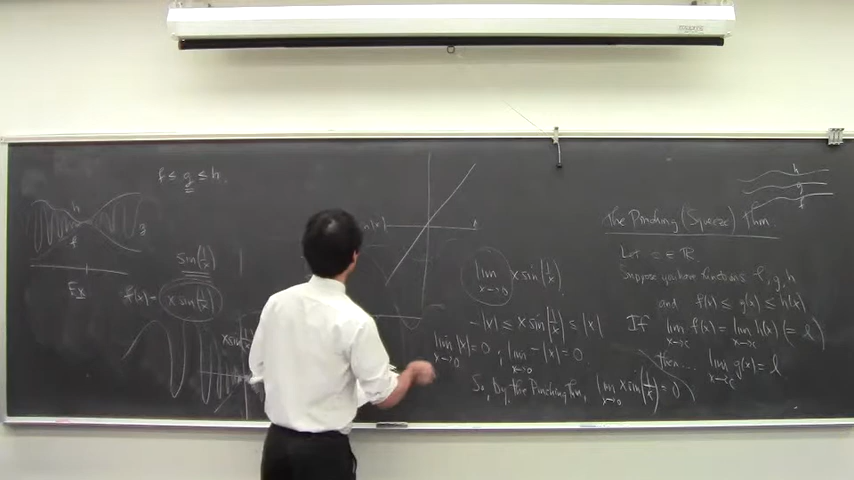 f ≤ g ≤ h.
h
g
f
sin(1/x)
Ex
f(x) = x sin(1/x)
x sin
lim x→0 x sin(1/x)
-|x| ≤ x sin(1/x) ≤ |x|
lim x→0 |x| = 0, lim x→0 -|x| = 0.
So, by the Pinching thm, lim x→0 x sin(1/x) = 0
h
g
f
The Pinching (Squeeze) Thm.
Let c ∈ ℝ
Suppose you have functions f, g, h
and f(x) ≤ g(x) ≤ h(x)
If lim x→c f(x) = lim x→c h(x) (= l)
then... lim x→c g(x) = l